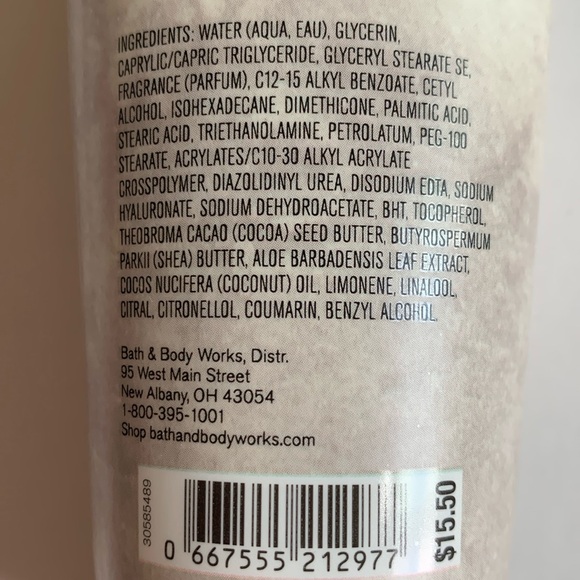 INGREDIENTS: WATER (AQUA, EAU), GLYCERIN,
CAPRYLIC/CAPRIC TRIGLYCERIDE, GLYCERYL STEARATE SE,
FRAGRANCE (PARFUM), C12-15 ALKYL BENZOATE, CETYL
ALCOHOL, ISOHEXADECANE, DIMETHICONE, PALMITIC ACID,
STEARIC ACID, TRIETHANOLAMINE, PETROLATUM, PEG-100
STEARATE, ACRYLATES/C10-30 ALKYL ACRYLATE
CROSSPOLYMER, DIAZOLIDINYL UREA, DISODIUM EDTA, SODIUM
HYALURONATE, SODIUM DEHYDROACETATE, BHT, TOCOPHEROL,
THEOBROMA CACAO (COCOA) SEED BUTTER, BUTYROSPERMUM
PARKII (SHEA) BUTTER, ALOE BARBADENSIS LEAF EXTRACT,
COCOS NUCIFERA (COCONUT) OIL, LIMONENE, LINALOOL,
CITRAL, CITRONELLOL, COUMARIN, BENZYL ALCOHOL.
Bath & Body Works, Distr.
95 West Main Street
New Albany, OH 43054
1-800-395-1001
Shop bathandbodyworks.com
30585489
0 667555 212977
$15.50